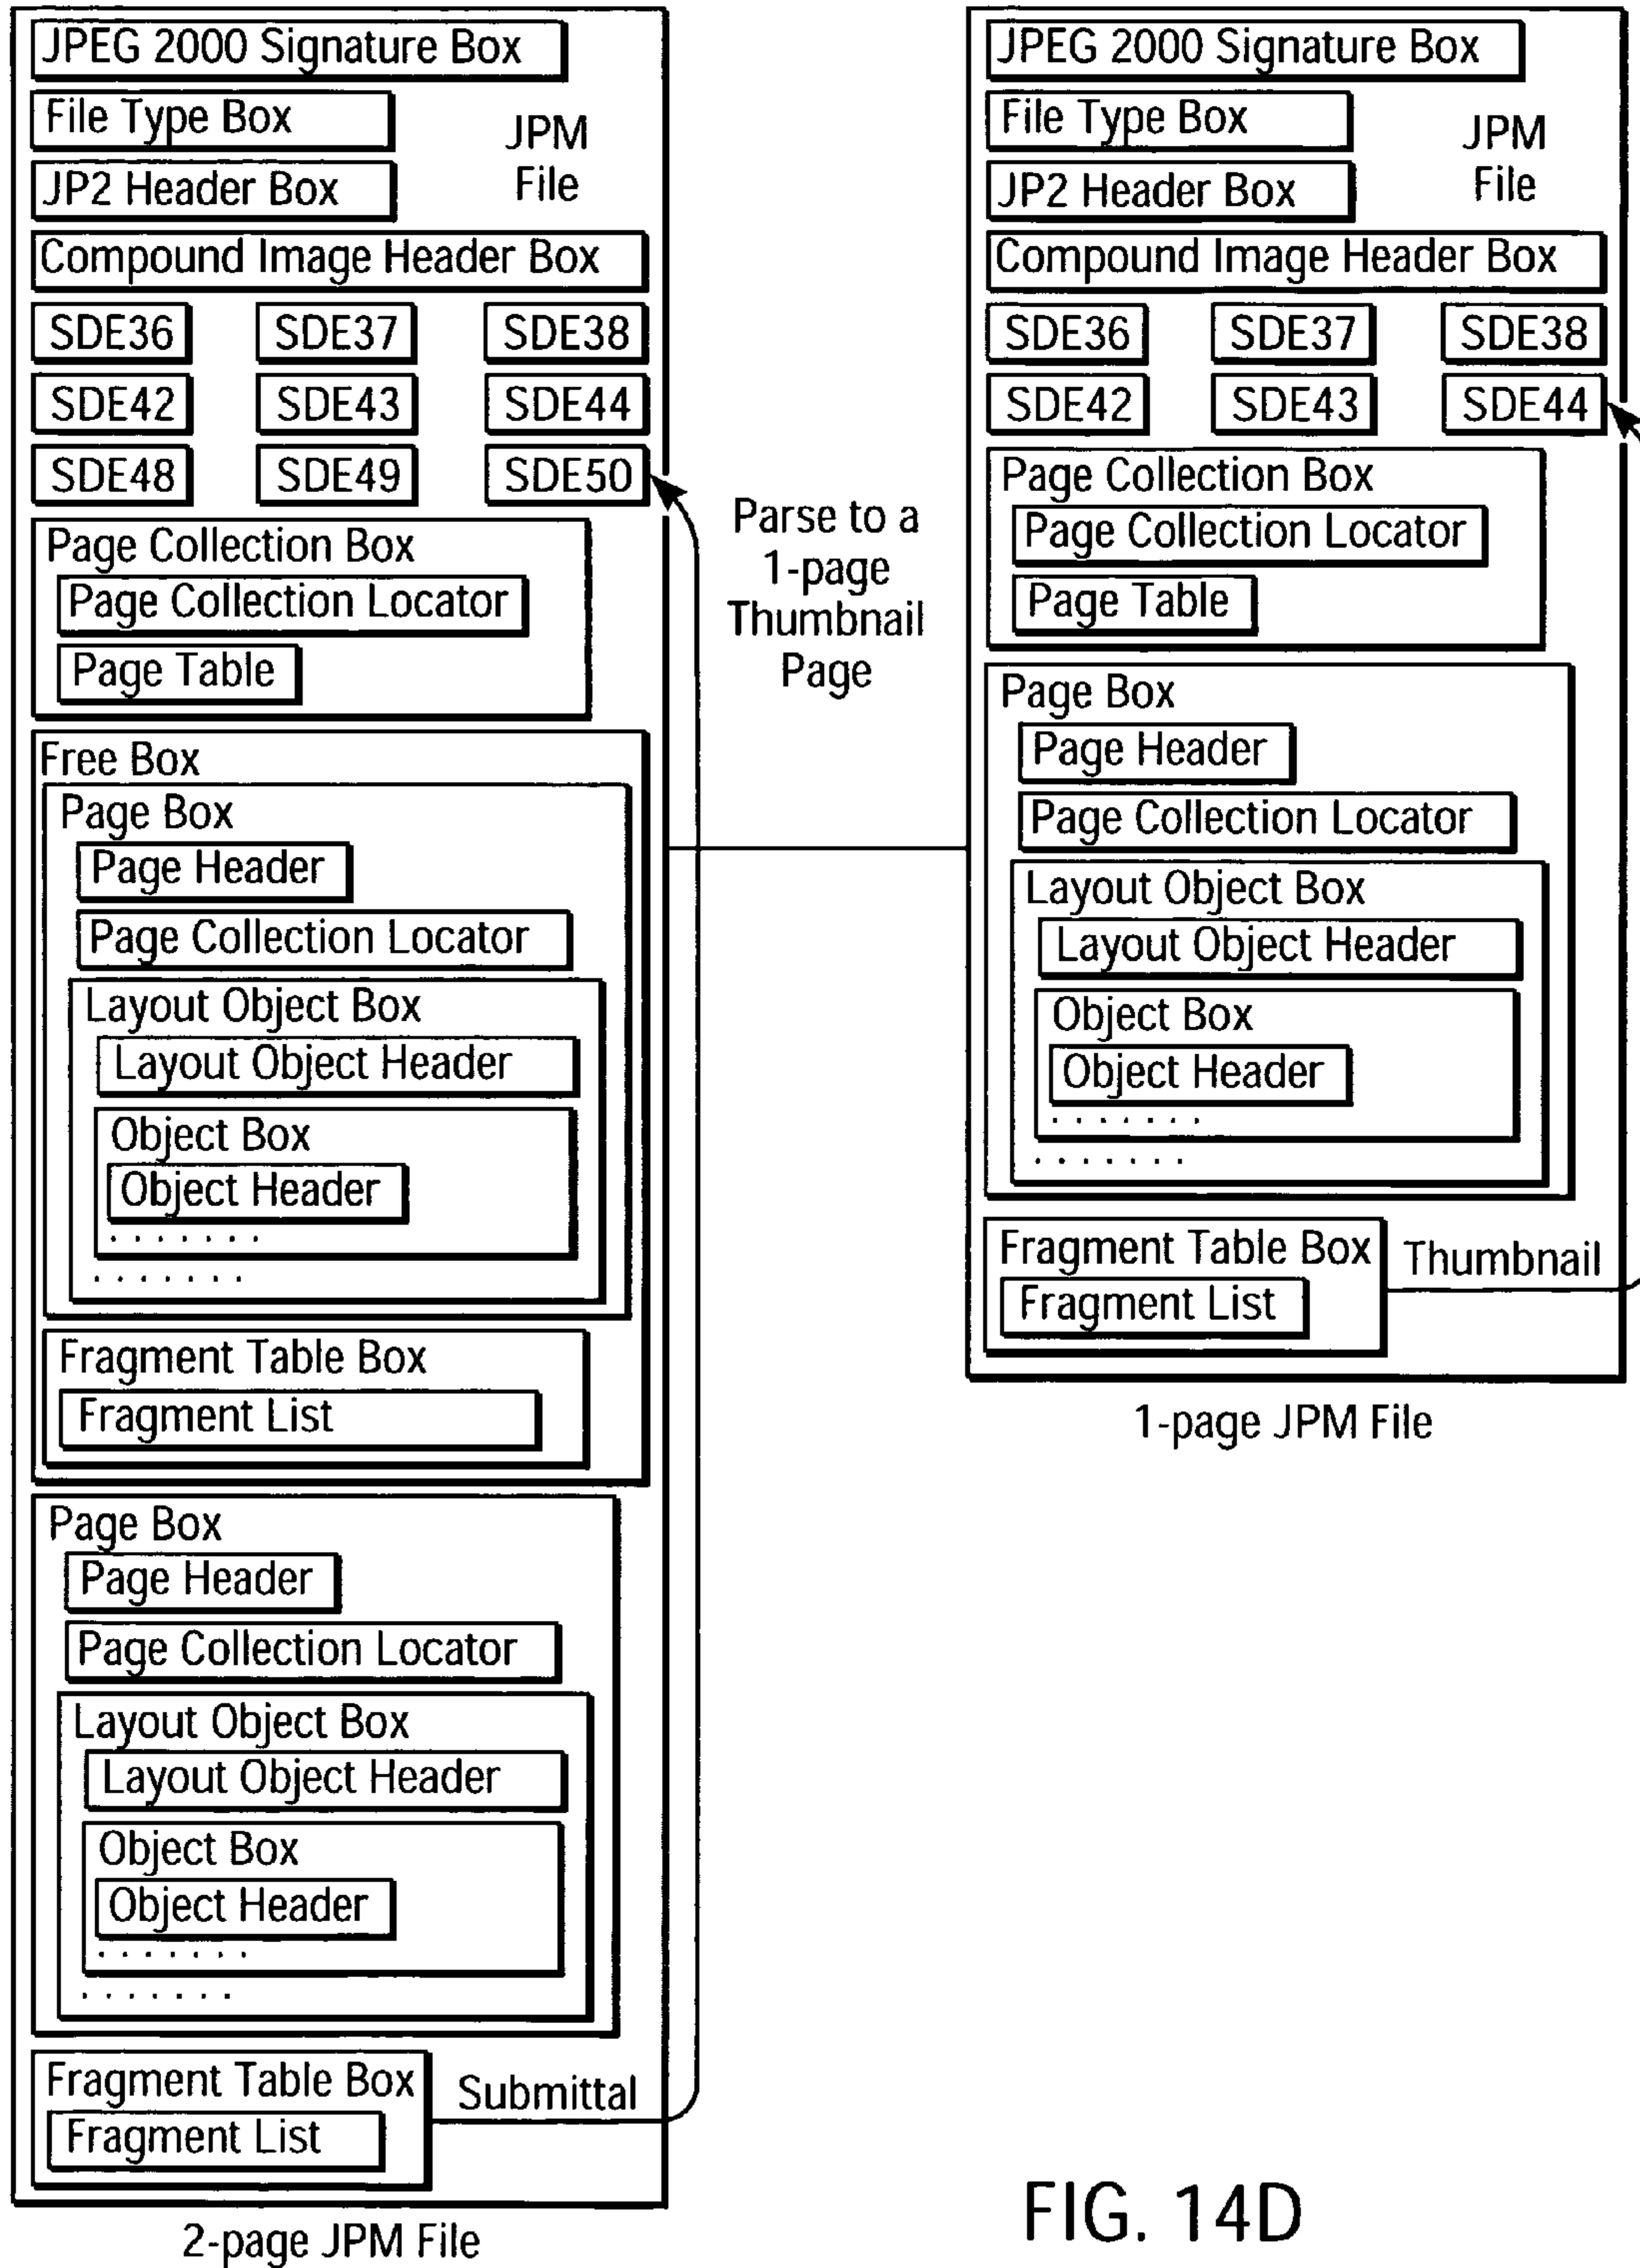 JPEG 2000 Signature Box
File Type Box
JPM
File
JP2 Header Box
Compound Image Header Box
SDE36 SDE37 SDE38
SDE42 SDE43 SDE44
SDE48 SDE49 SDE50
Page Collection Box
Page Collection Locator
Page Table
Free Box
Page Box
Page Header
Page Collection Locator
Layout Object Box
Layout Object Header
Object Box
Object Header
. . . . . . .
. . . . . . .
Fragment Table Box
Fragment List
Page Box
Page Header
Page Collection Locator
Layout Object Box
Layout Object Header
Object Box
Object Header
. . . . . . .
. . . . . . .
Fragment Table Box
Fragment List
Submittal
2-page JPM File
Parse to a
1-page
Thumbnail
Page
JPEG 2000 Signature Box
File Type Box
JPM
File
JP2 Header Box
Compound Image Header Box
SDE36 SDE37 SDE38
SDE42 SDE43 SDE44
Page Collection Box
Page Collection Locator
Page Table
Page Box
Page Header
Page Collection Locator
Layout Object Box
Layout Object Header
Object Box
Object Header
. . . . . . .
. . . . . . .
Fragment Table Box
Fragment List
Thumbnail
1-page JPM File
FIG. 14D